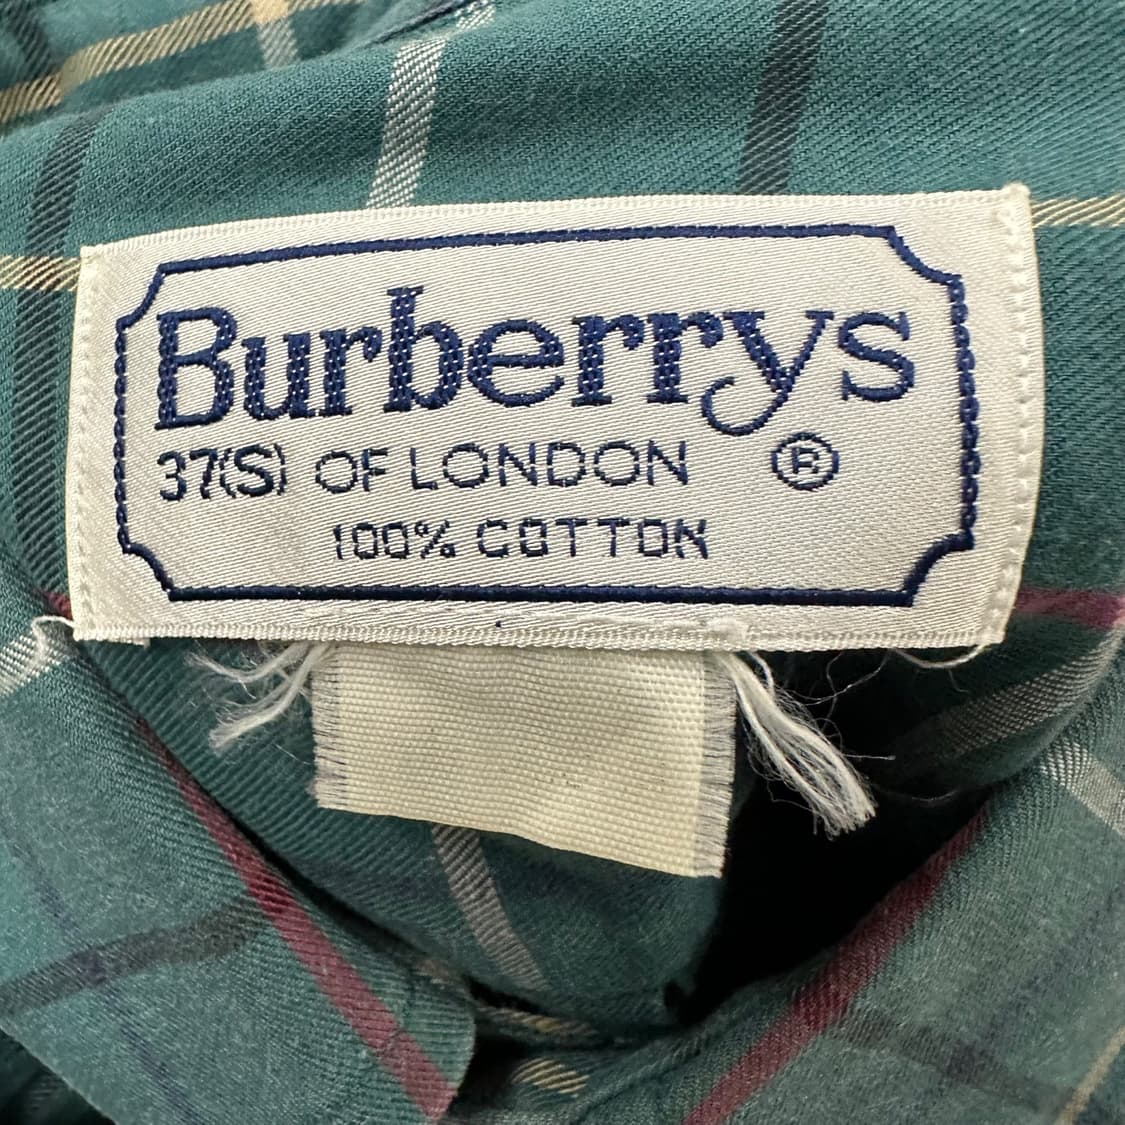 Burberrys
37(S) OF LONDON ®
100% COTTON